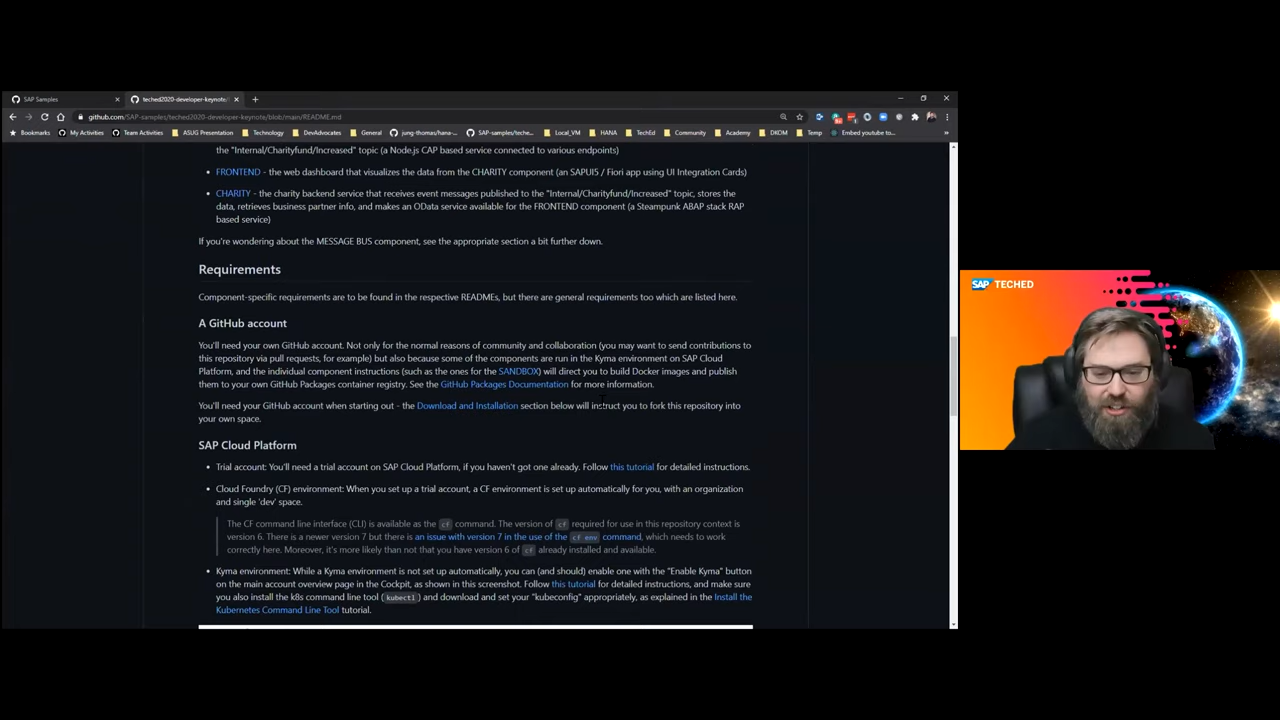 SAP Samples
teched2020-developer-keynote/
github.com/SAP-samples/teched2020-developer-keynote/blob/main/README.md
Bookmarks My Activities Team Activities ASUG Presentation Technology DevAdvocates General jung-thomas/hana-... SAP-samples/teche... Local_VM HANA TechEd Community Academy DKOM Temp Embed youtube to...
the "Internal/Charityfund/Increased" topic (a Node.js CAP based service connected to various endpoints)
FRONTEND - the web dashboard that visualizes the data from the CHARITY component (an SAPUI5 / Fiori app using UI Integration Cards)
CHARITY - the charity backend service that receives event messages published to the "Internal/Charityfund/Increased" topic, stores the
data, retrieves business partner info, and makes an OData service available for the FRONTEND component (a Steampunk ABAP stack RAP
based service)
If you're wondering about the MESSAGE BUS component, see the appropriate section a bit further down.
Requirements
Component-specific requirements are to be found in the respective READMEs, but there are general requirements too which are listed here.
A GitHub account
You'll need your own GitHub account. Not only for the normal reasons of community and collaboration (you may want to send contributions to
this repository via pull requests, for example) but also because some of the components are run in the Kyma environment on SAP Cloud
Platform, and the individual component instructions (such as the ones for the SANDBOX) will direct you to build Docker images and publish
them to your own GitHub Packages container registry. See the GitHub Packages Documentation for more information.
You'll need your GitHub account when starting out - the Download and Installation section below will instruct you to fork this repository into
your own space.
SAP Cloud Platform
Trial account: You'll need a trial account on SAP Cloud Platform, if you haven't got one already. Follow this tutorial for detailed instructions.
Cloud Foundry (CF) environment: When you set up a trial account, a CF environment is set up automatically for you, with an organization
and single 'dev' space.
The CF command line interface (CLI) is available as the cf command. The version of cf required for use in this repository context is
version 6. There is a newer version 7 but there is an issue with version 7 in the use of the cf env command, which needs to work
correctly here. Moreover, it's more likely than not that you have version 6 of cf already installed and available.
Kyma environment: While a Kyma environment is not set up automatically, you can (and should) enable one with the "Enable Kyma" button
on the main account overview page in the Cockpit, as shown in this screenshot. Follow this tutorial for detailed instructions, and make sure
you also install the k8s command line tool (kubectl) and download and set your "kubeconfig" appropriately, as explained in the Install the
Kubernetes Command Line Tool tutorial.
SAP TECHED